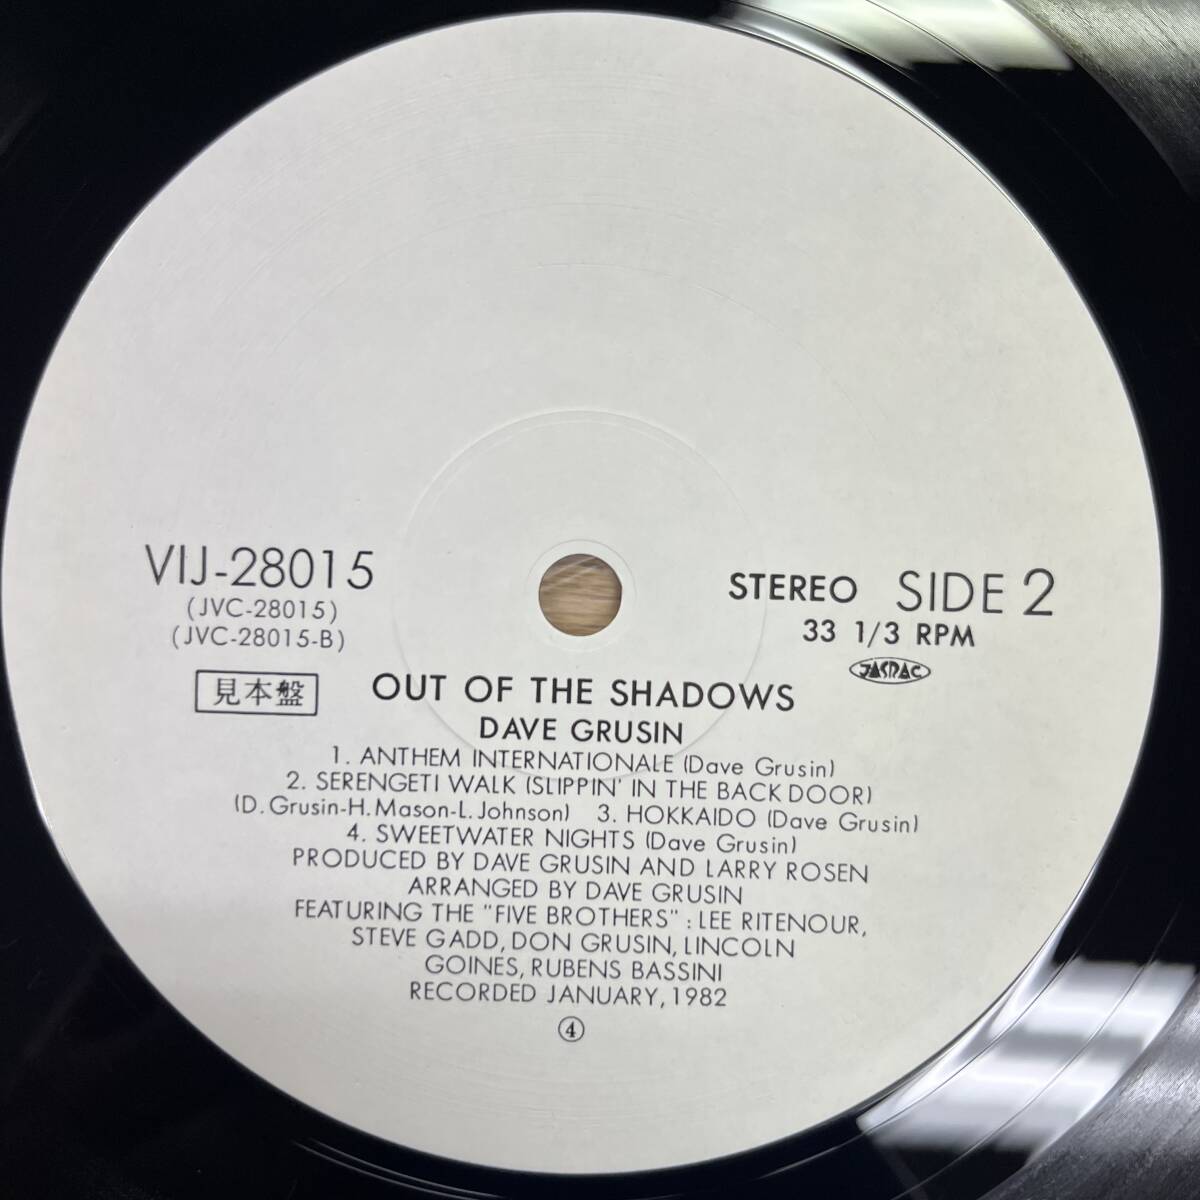 VIJ-28015
(JVC-28015)
(JVC-28015-B)
見本盤
STEREO SIDE 2
33 1/3 RPM
JASRAC
OUT OF THE SHADOWS
DAVE GRUSIN
1. ANTHEM INTERNATIONALE (Dave Grusin)
2. SERENGETI WALK (SLIPPIN' IN THE BACK DOOR)
(D. Grusin-H. Mason-L. Johnson) 3. HOKKAIDO (Dave Grusin)
4. SWEETWATER NIGHTS (Dave Grusin)
PRODUCED BY DAVE GRUSIN AND LARRY ROSEN
ARRANGED BY DAVE GRUSIN
FEATURING THE "FIVE BROTHERS" : LEE RITENOUR,
STEVE GADD, DON GRUSIN, LINCOLN
GOINES, RUBENS BASSINI
RECORDED JANUARY, 1982
④